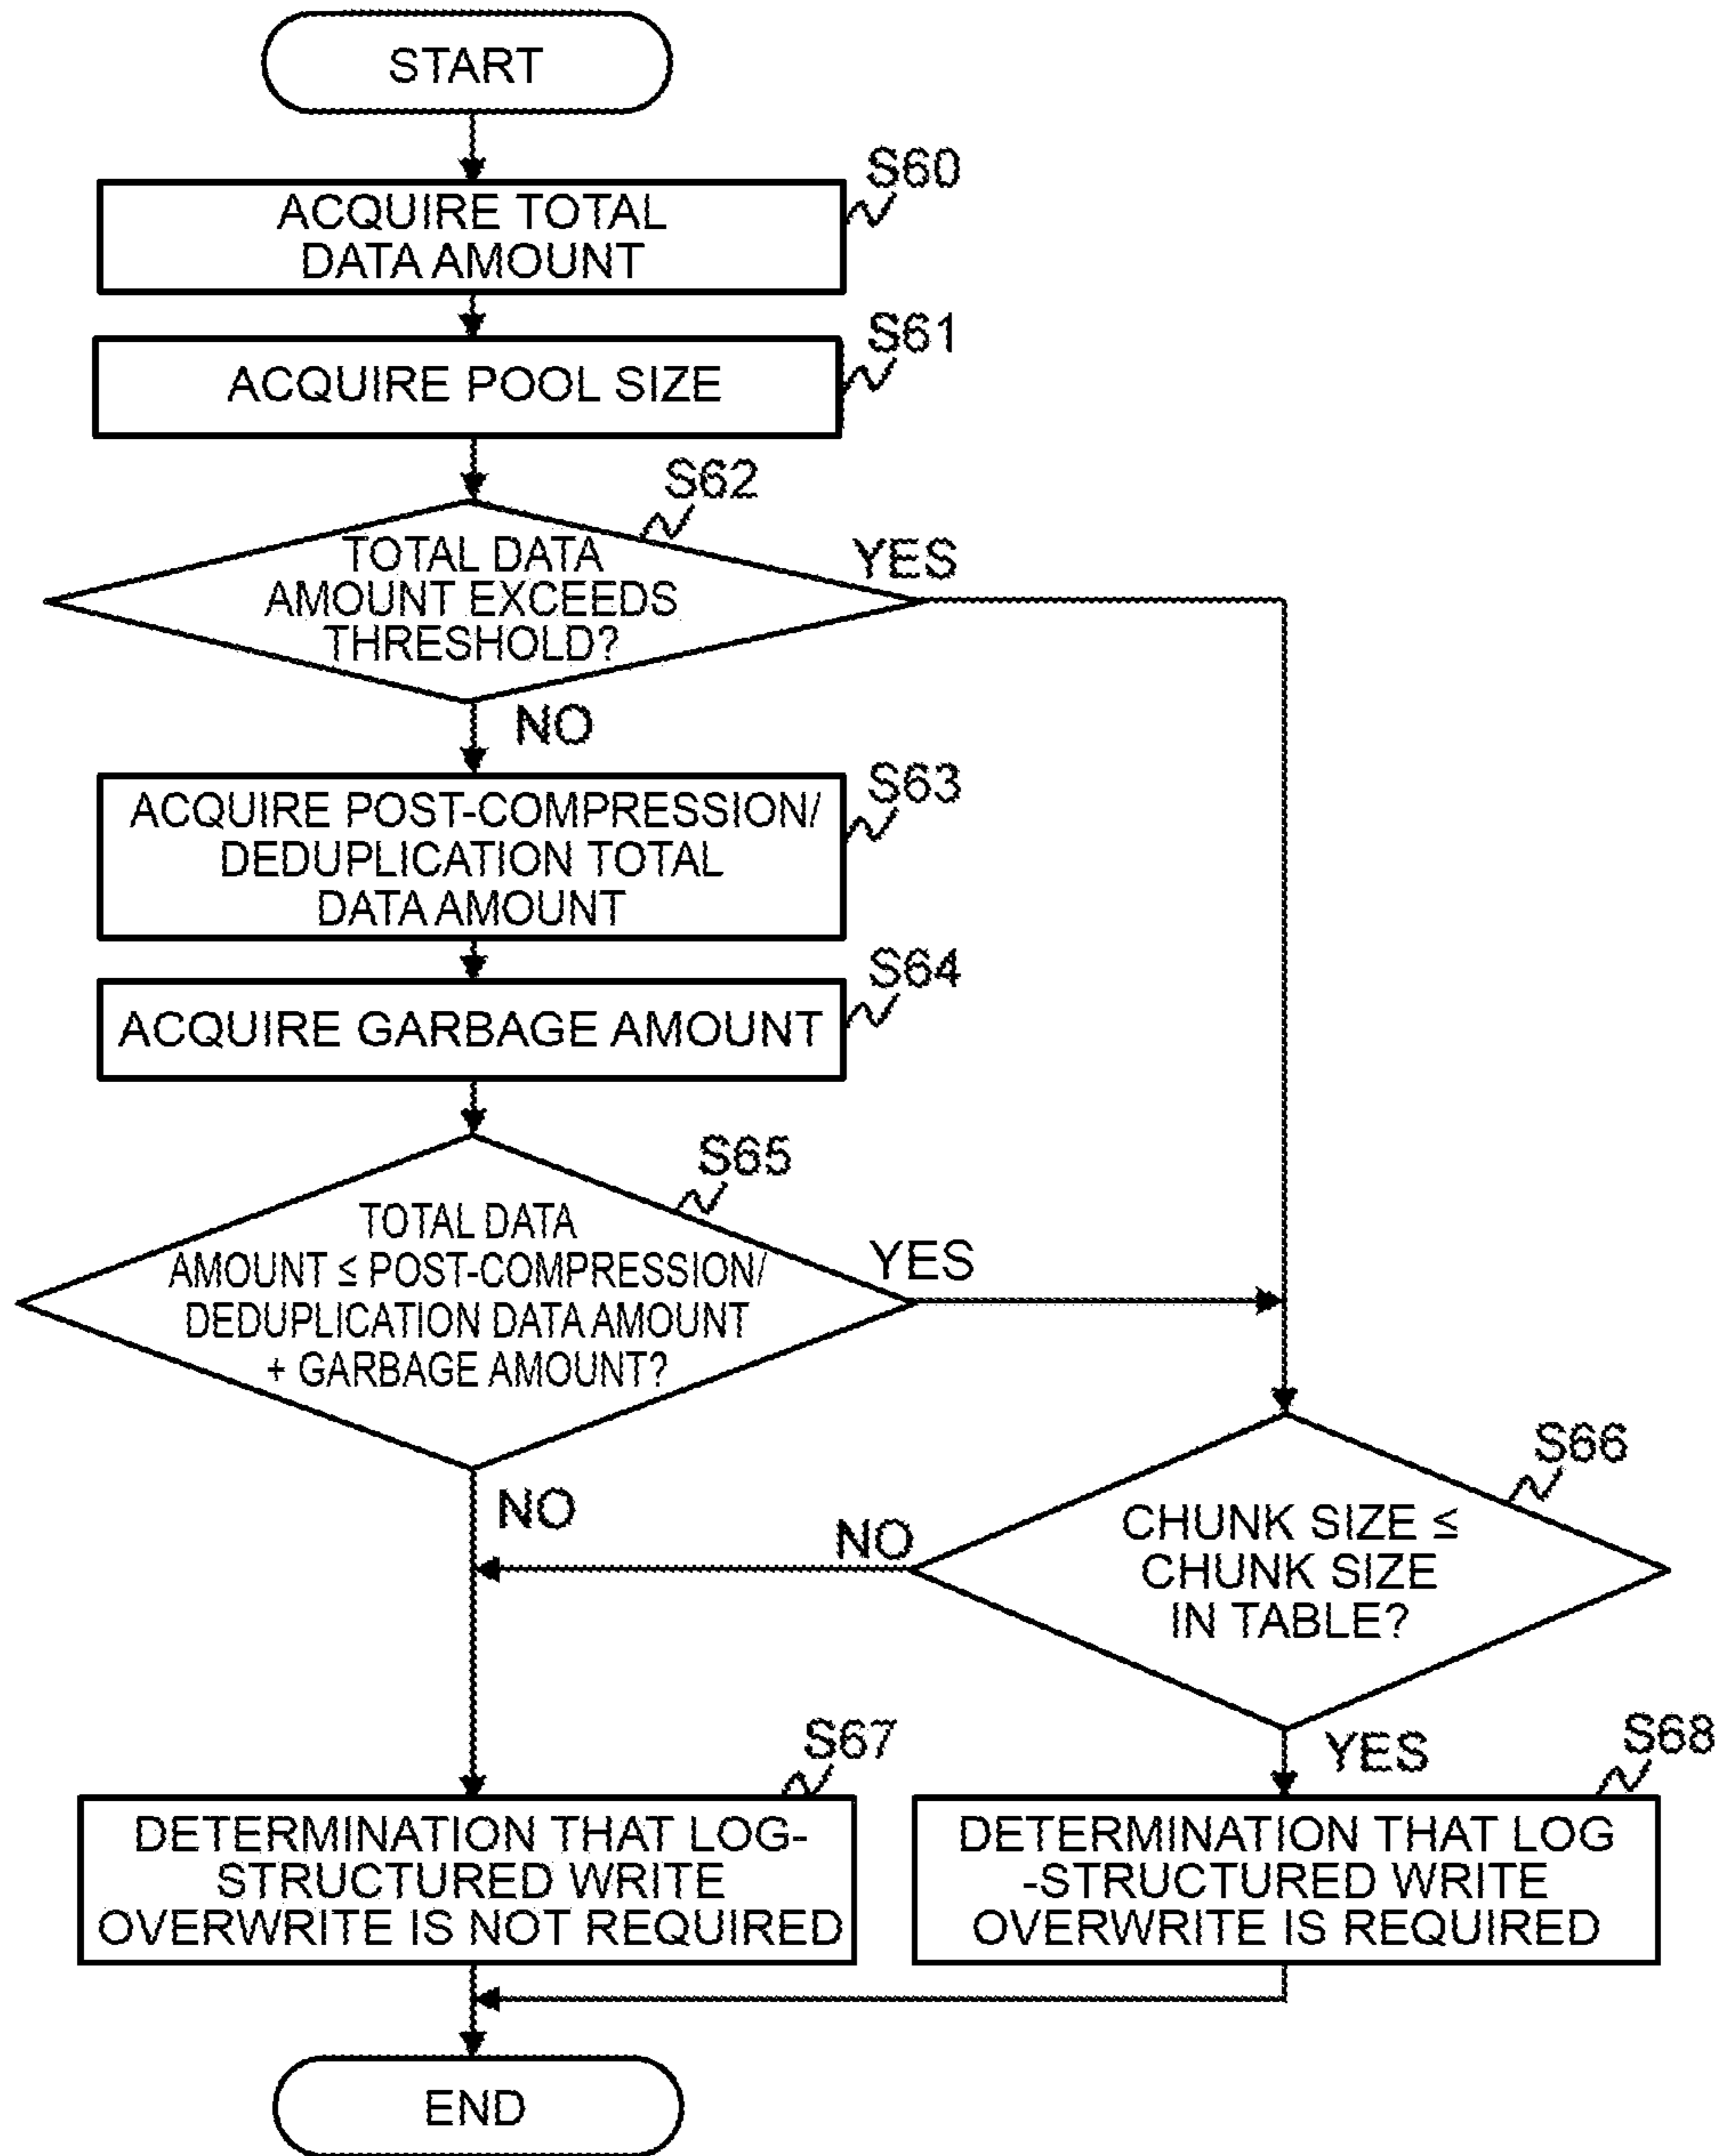 START
S60
ACQUIRE TOTAL
DATA AMOUNT
S61
ACQUIRE POOL SIZE
S62
TOTAL DATA
AMOUNT EXCEEDS
THRESHOLD?
YES
NO
S63
ACQUIRE POST-COMPRESSION/
DEDUPLICATION TOTAL
DATA AMOUNT
S64
ACQUIRE GARBAGE AMOUNT
S65
TOTAL DATA
AMOUNT ≤ POST-COMPRESSION/
DEDUPLICATION DATA AMOUNT
+ GARBAGE AMOUNT?
YES
NO
S66
CHUNK SIZE ≤
CHUNK SIZE
IN TABLE?
NO
YES
S67
DETERMINATION THAT LOG-
STRUCTURED WRITE
OVERWRITE IS NOT REQUIRED
S68
DETERMINATION THAT LOG
-STRUCTURED WRITE
OVERWRITE IS REQUIRED
END